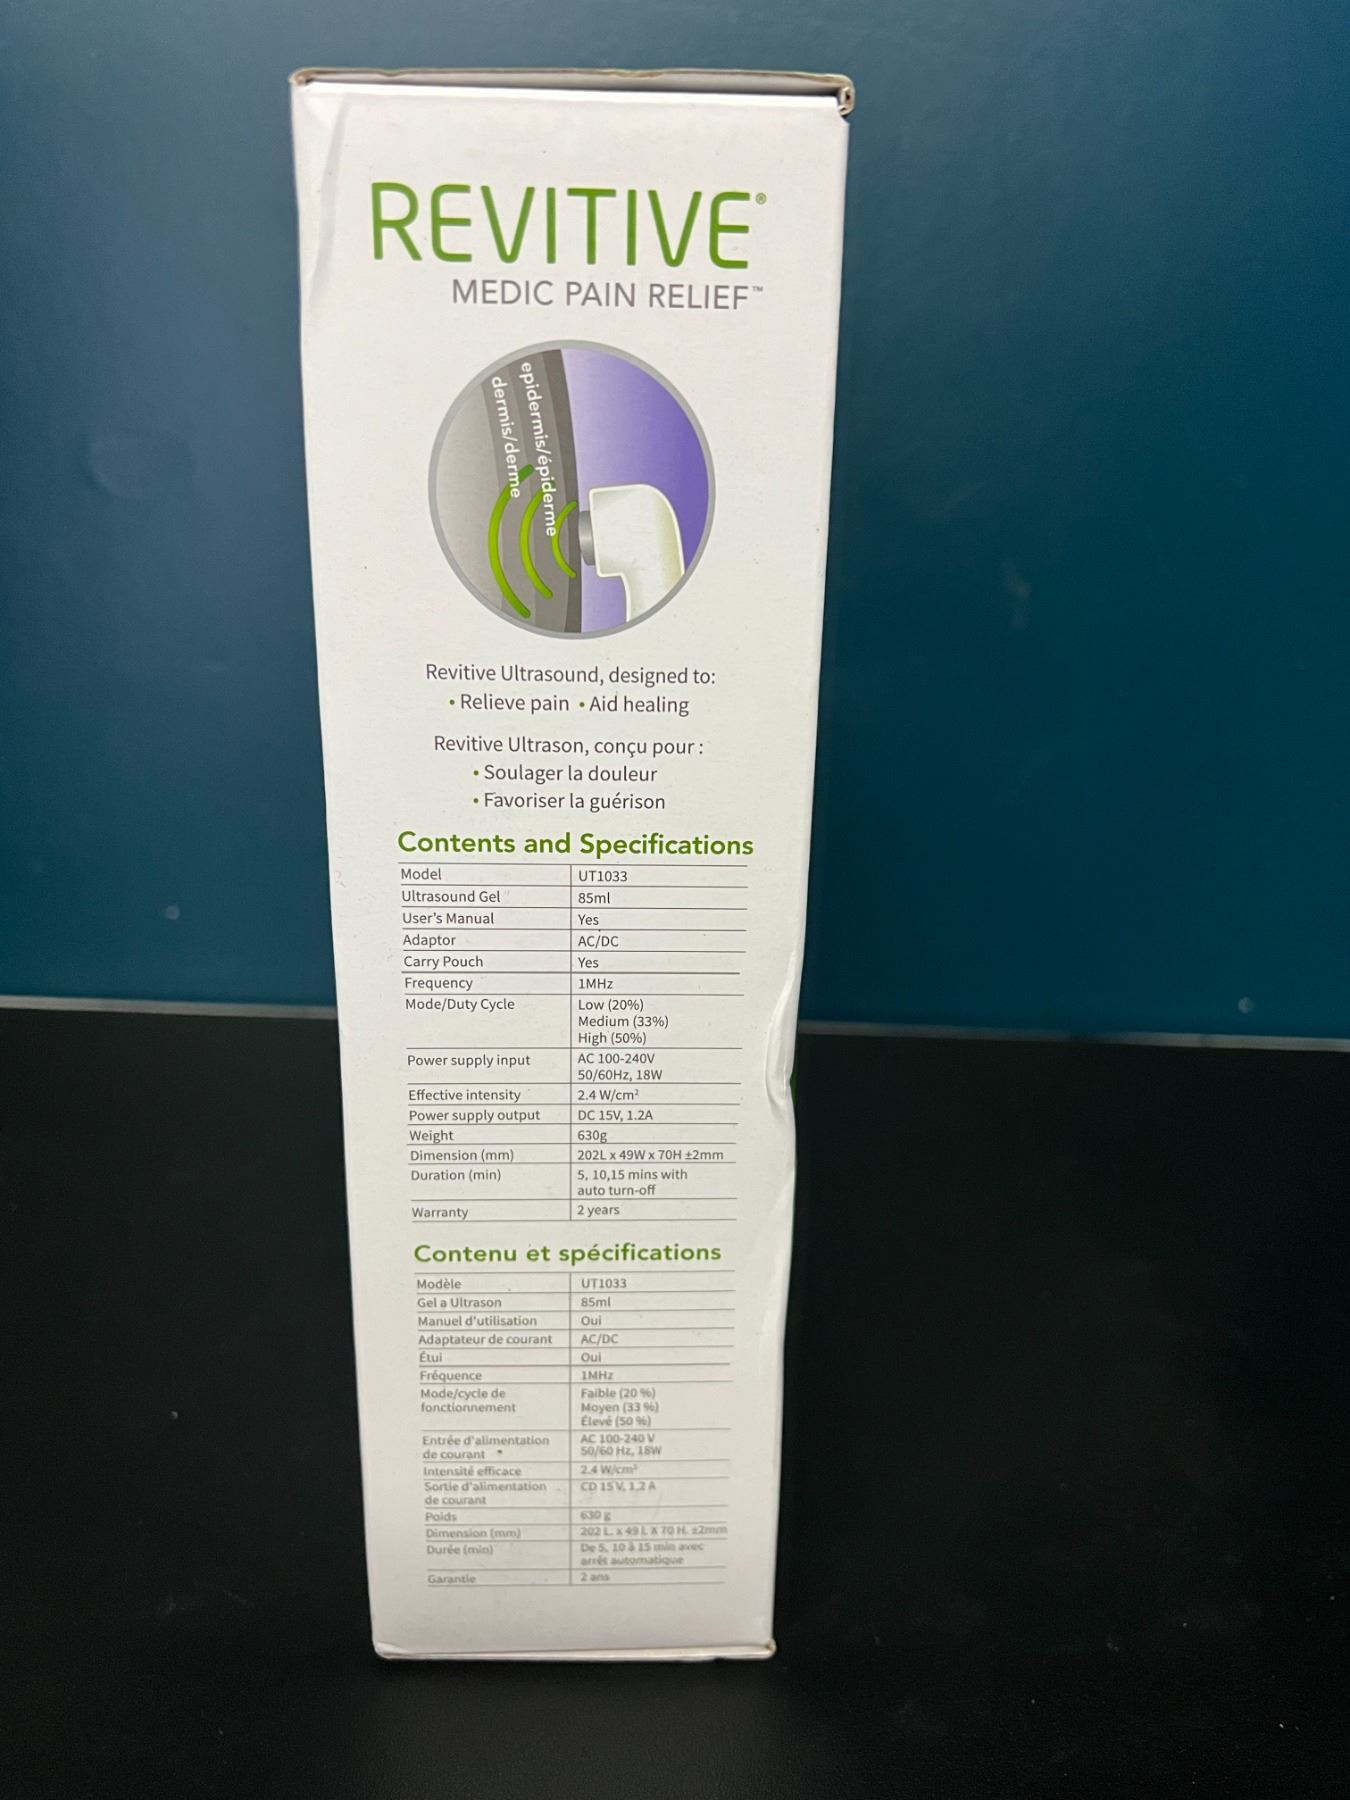 REVITIVE®
MEDIC PAIN RELIEF™
epidermis/épiderme
dermis/derme
Revitive Ultrasound, designed to:
• Relieve pain • Aid healing
Revitive Ultrason, conçu pour :
• Soulager la douleur
• Favoriser la guérison
Contents and Specifications
Model UT1033
Ultrasound Gel 85ml
User's Manual Yes
Adaptor AC/DC
Carry Pouch Yes
Frequency 1MHz
Mode/Duty Cycle Low (20%)
Medium (33%)
High (50%)
Power supply input AC 100-240V
50/60Hz, 18W
Effective intensity 2.4 W/cm²
Power supply output DC 15V, 1.2A
Weight 630g
Dimension (mm) 202L x 49W x 70H ±2mm
Duration (min) 5, 10,15 mins with
auto turn-off
Warranty 2 years
Contenu et spécifications
Modèle UT1033
Gel a Ultrason 85ml
Manuel d'utilisation Oui
Adaptateur de courant AC/DC
Étui Oui
Fréquence 1MHz
Mode/cycle de Faible (20 %)
fonctionnement Moyen (33 %)
Élevé (50 %)
Entrée d'alimentation AC 100-240 V
de courant 50/60 Hz, 18W
Intensité efficace 2.4 W/cm²
Sortie d'alimentation CD 15 V, 1,2 A
de courant
Poids 630 g
Dimension (mm) 202 L. x 49 L x 70 H. ±2mm
Durée (min) De 5, 10 à 15 min avec
arrêt automatique
Garantie 2 ans